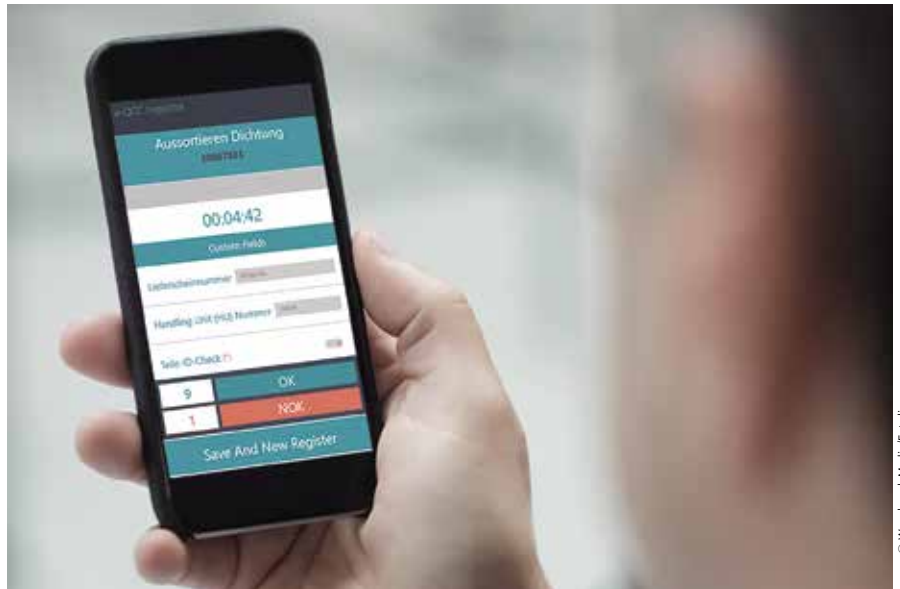 Aussortieren Dichtung
00:04:42
Custom Fields
Lieferscheinnummer
Handling Unit (HU) Nummer
Teile-ID-Check
9 OK
1 NOK
Save And New Register